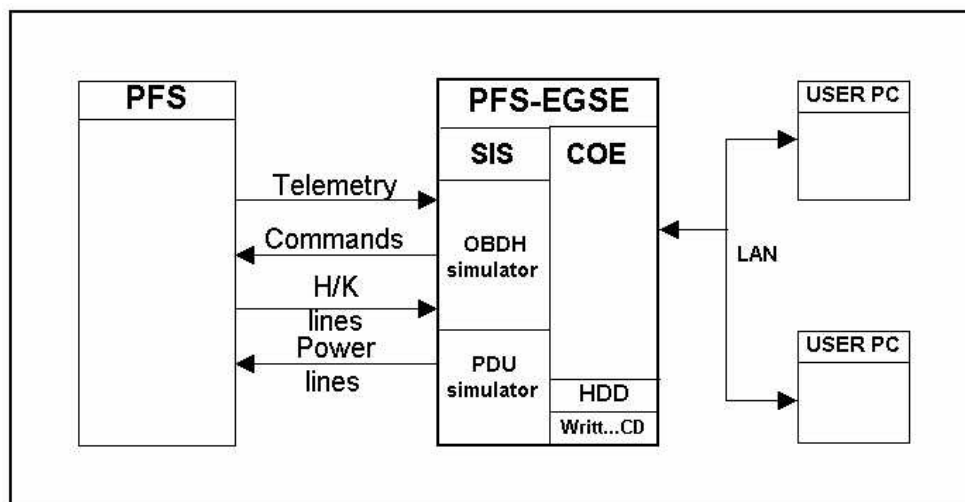 PFS
Telemetry
Commands
H/K
lines
Power
lines
PFS-EGSE
SIS
COE
OBDH
simulator
PDU
simulator
HDD
Writt...CD
LAN
USER PC
USER PC